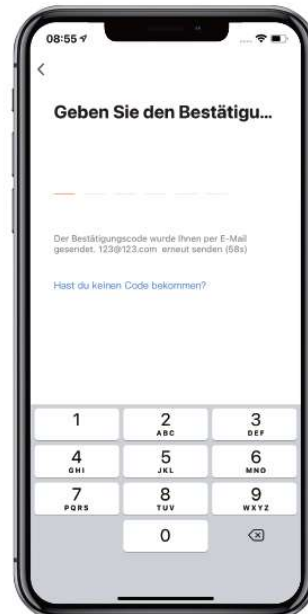 08:55
Geben Sie den Bestätigu...
Der Bestätigungscode wurde Ihnen per E-Mail
gesendet. 123@123.com erneut senden (58s)
Hast du keinen Code bekommen?
1 2 3
ABC DEF
4 5 6
GHI JKL MNO
7 8 9
PQRS TUV WXYZ
0